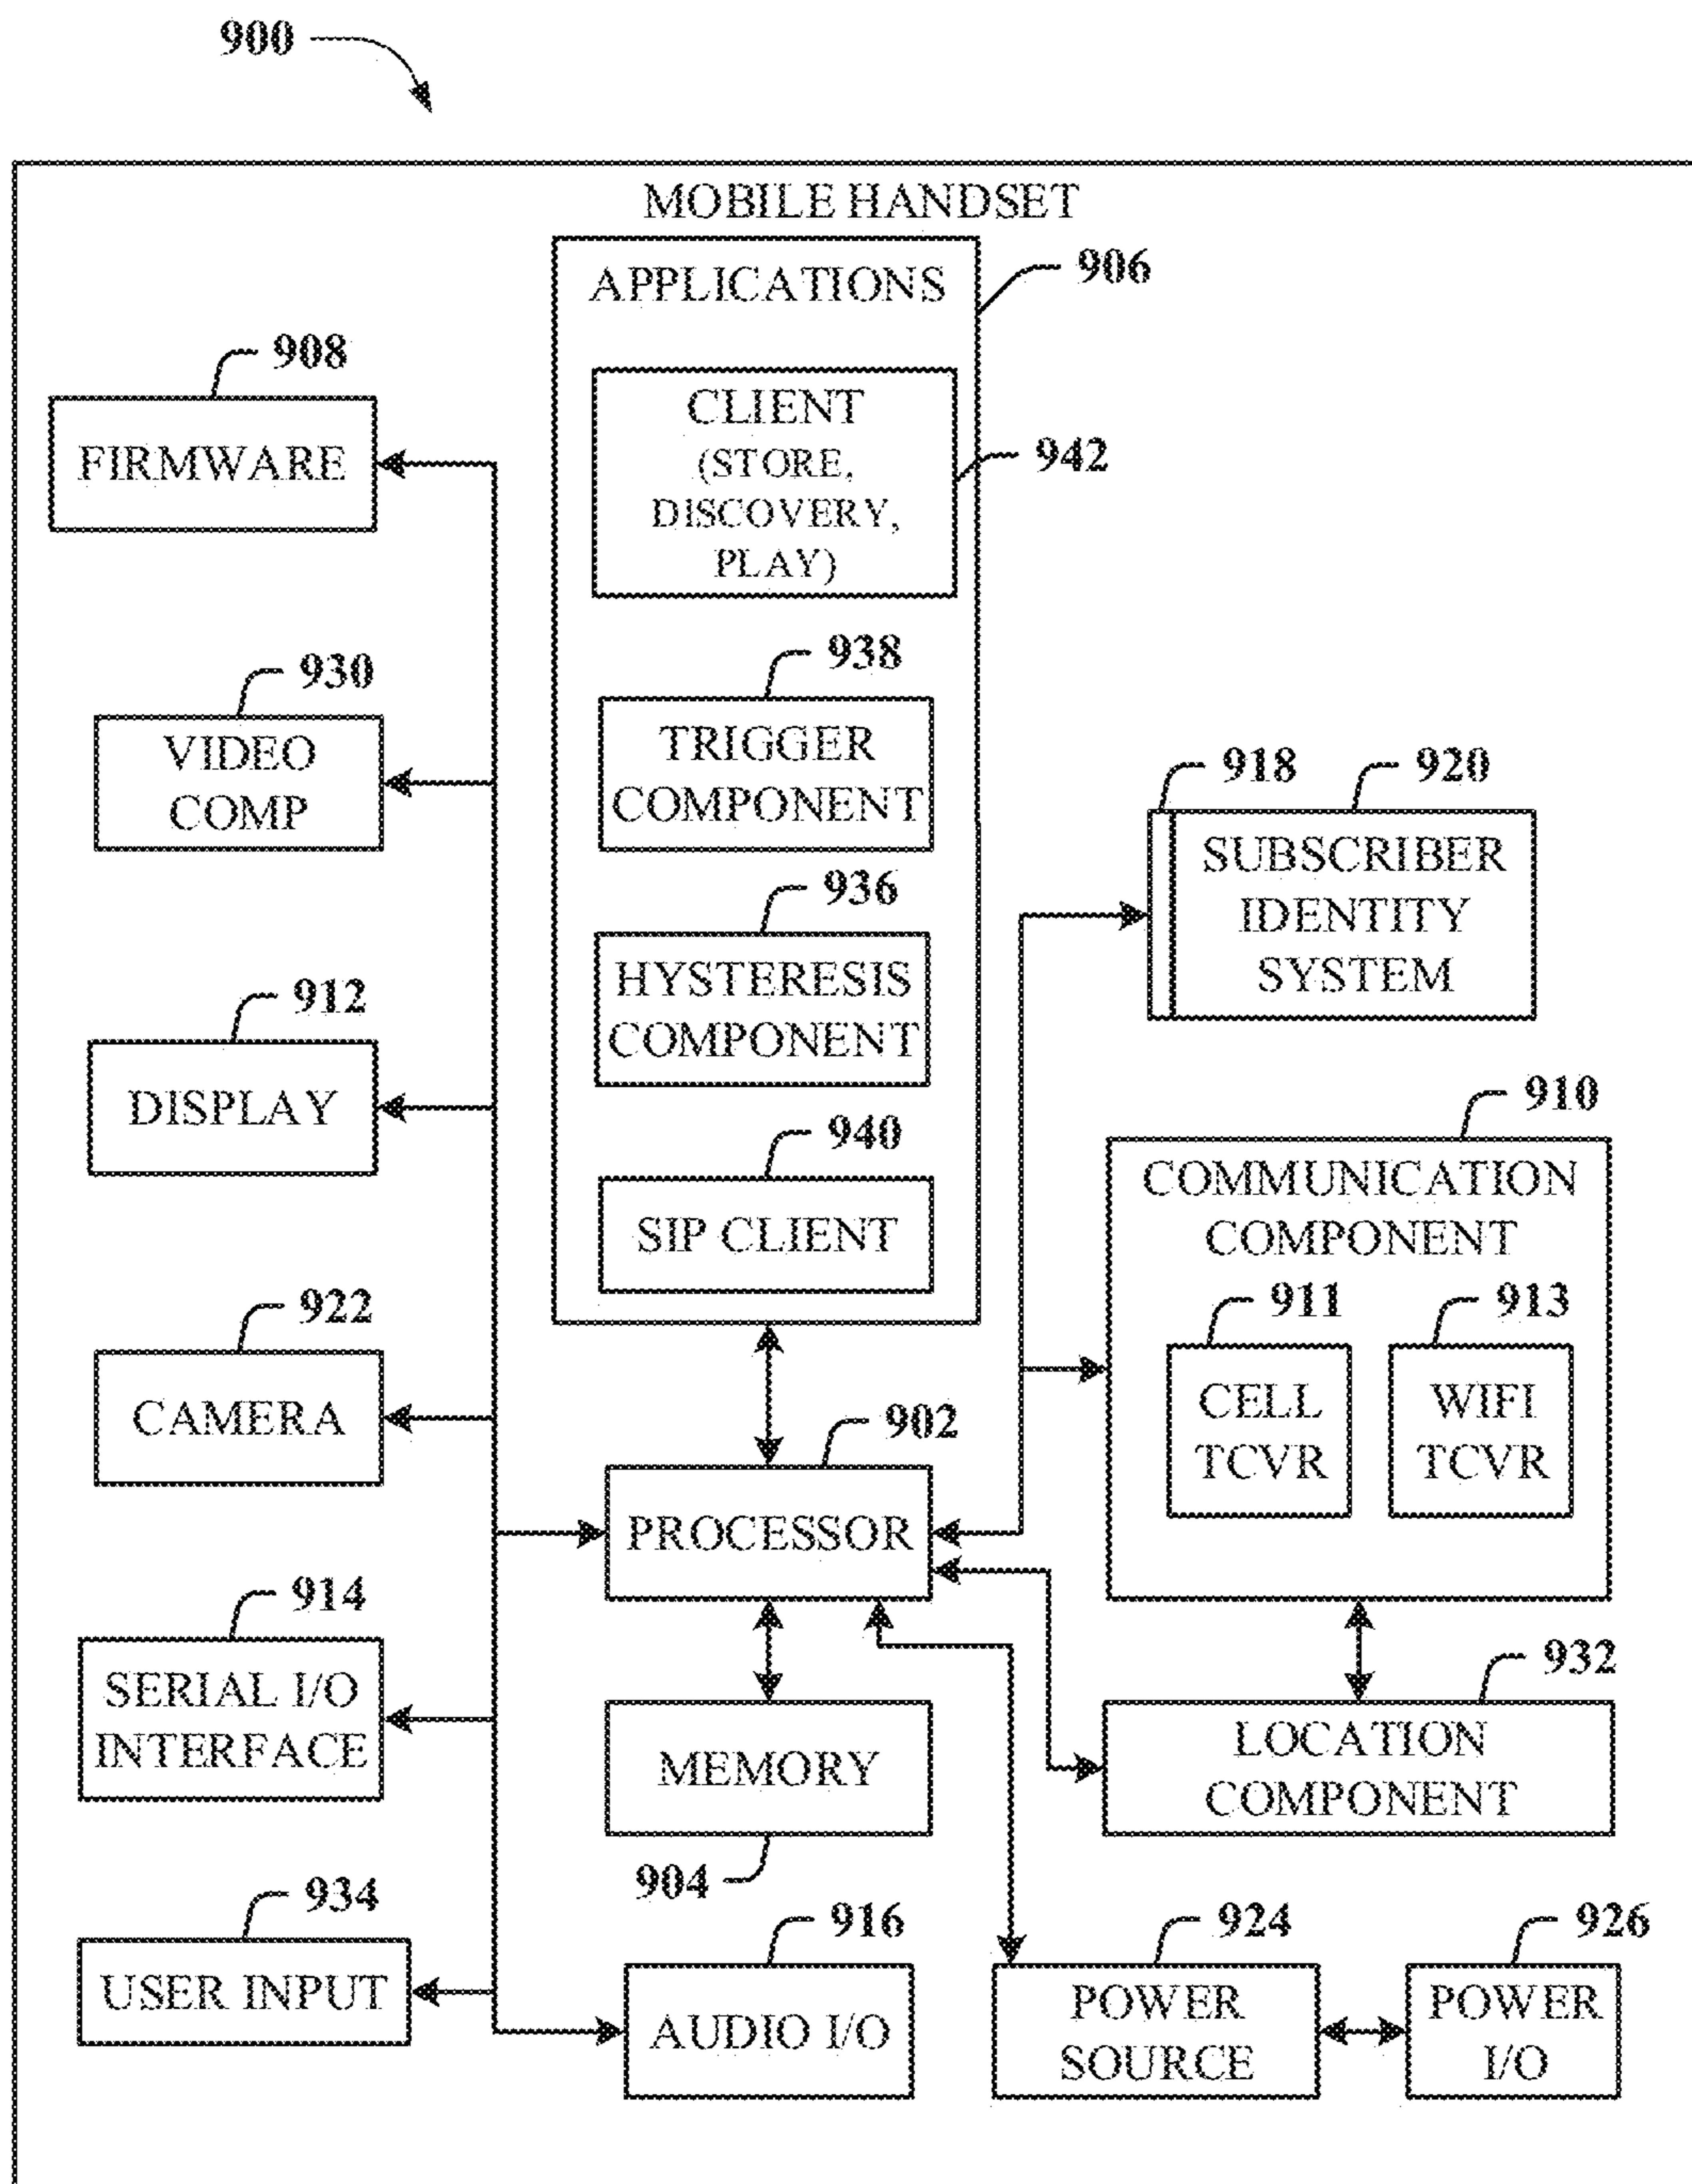 900
MOBILE HANDSET
APPLICATIONS
906
CLIENT
(STORE,
DISCOVERY,
PLAY)
942
908
FIRMWARE
938
TRIGGER
COMPONENT
930
VIDEO
COMP
918
920
SUBSCRIBER
IDENTITY
SYSTEM
936
HYSTERESIS
COMPONENT
912
DISPLAY
940
SIP CLIENT
910
COMMUNICATION
COMPONENT
911
CELL
TCVR
913
WIFI
TCVR
922
CAMERA
902
PROCESSOR
914
SERIAL I/O
INTERFACE
MEMORY
904
932
LOCATION
COMPONENT
934
USER INPUT
916
AUDIO I/O
924
POWER
SOURCE
926
POWER
I/O